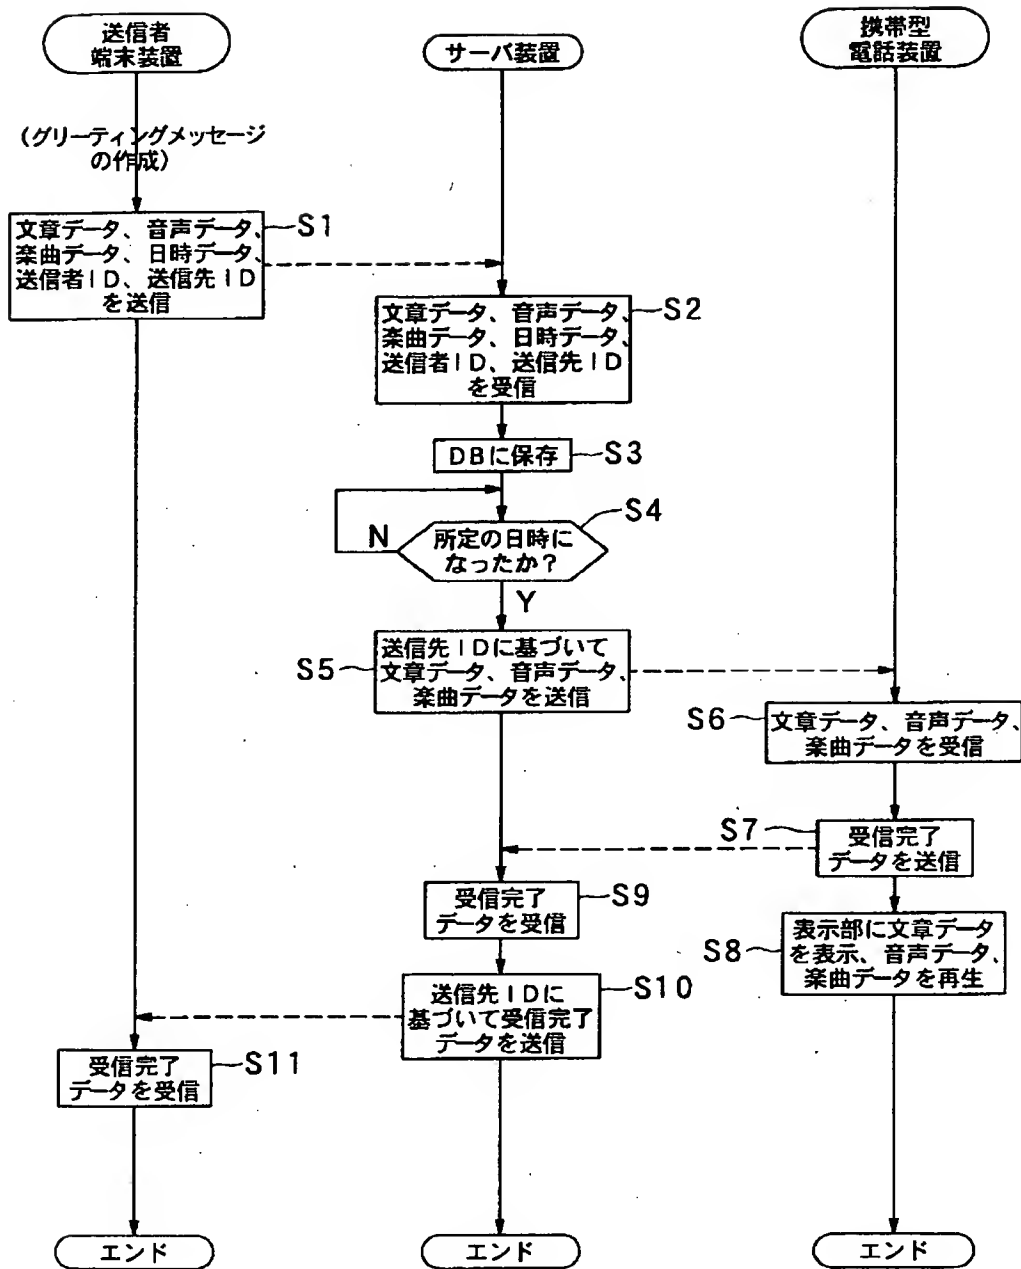 送信者
端末装置
サーバ装置
携帯型
電話装置
(グリーティングメッセージ
の作成)
文章データ、音声データ、
楽曲データ、日時データ、
送信者ID、送信先ID
を送信
S1
文章データ、音声データ、
楽曲データ、日時データ、
送信者ID、送信先ID
を受信
S2
DBに保存
S3
所定の日時に
なったか?
S4
N
Y
送信先IDに基づいて
文章データ、音声データ、
楽曲データを送信
S5
S6
文章データ、音声データ、
楽曲データを受信
S7
受信完了
データを送信
受信完了
データを受信
S9
S8
表示部に文章データ
を表示、音声データ、
楽曲データを再生
送信先IDに
基づいて受信完了
データを送信
S10
受信完了
データを受信
S11
エンド
エンド
エンド